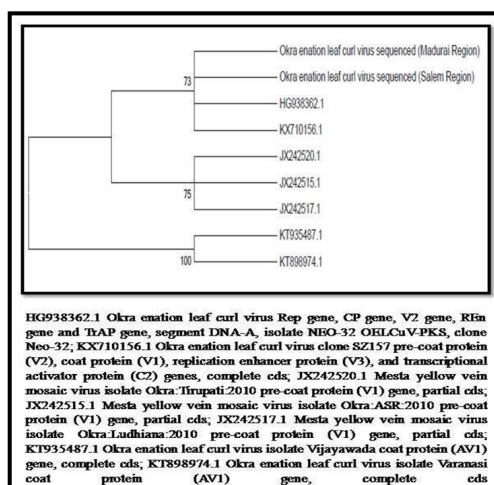 Okra enation leaf curl virus sequenced (Madurai Region)
73
Okra enation leaf curl virus sequenced (Salem Region)
HG938362.1
KX710156.1
JX242520.1
JX242515.1
75
JX242517.1
KT935487.1
100
KT898974.1
HG938362.1 Okra enation leaf curl virus Rep gene, CP gene, V2 gene, REn
gene and TrAP gene, segment DNA-A, isolate NEO-32 OELCuV-PKS, clone
Neo-32; KX710156.1 Okra enation leaf curl virus clone SZ157 pre-coat protein
(V2), coat protein (V1), replication enhancer protein (V3), and transcriptional
activator protein (C2) genes, complete cds; JX242520.1 Mesta yellow vein
mosaic virus isolate Okra:Tirupati:2010 pre-coat protein (V1) gene, partial cds;
JX242515.1 Mesta yellow vein mosaic virus isolate Okra:ASR:2010 pre-coat
protein (V1) gene, partial cds; JX242517.1 Mesta yellow vein mosaic virus
isolate Okra:Ludhiana:2010 pre-coat protein (V1) gene, partial cds;
KT935487.1 Okra enation leaf curl virus isolate Vijayawada coat protein (AV1)
gene, complete cds; KT898974.1 Okra enation leaf curl virus isolate Varanasi
coat protein (AV1) gene, complete cds